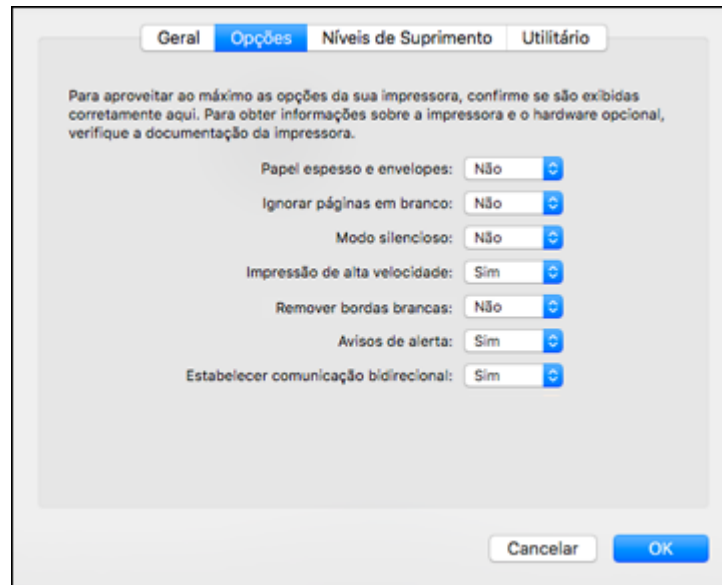 Geral Opções Níveis de Suprimento Utilitário
Para aproveitar ao máximo as opções da sua impressora, confirme se são exibidas
corretamente aqui. Para obter informações sobre a impressora e o hardware opcional,
verifique a documentação da impressora.
Papel espesso e envelopes: Não
Ignorar páginas em branco: Não
Modo silencioso: Não
Impressão de alta velocidade: Sim
Remover bordas brancas: Não
Avisos de alerta: Sim
Estabelecer comunicação bidirecional: Sim
Cancelar OK